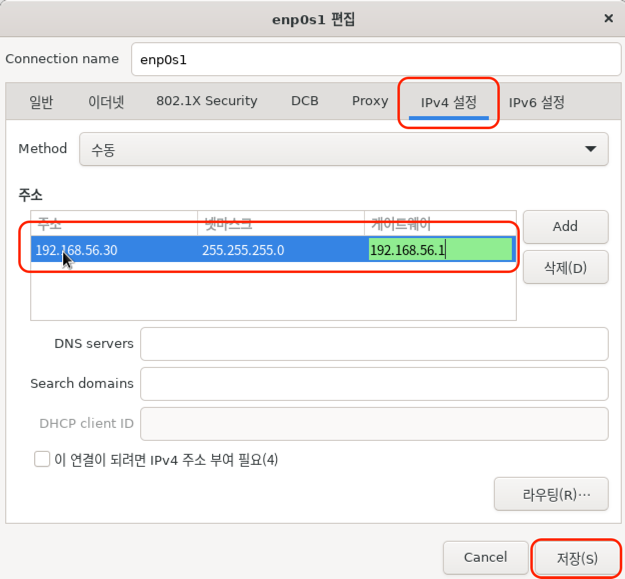 enp0s1 편집
Connection name enp0s1
일반 이더넷 802.1X Security DCB Proxy IPv4 설정 IPv6 설정
Method 수동
주소
주소 넷마스크 게이트웨이
192.168.56.30 255.255.255.0 192.168.56.1
Add
삭제(D)
DNS servers
Search domains
DHCP client ID
이 연결이 되려면 IPv4 주소 부여 필요(4)
라우팅(R)…
Cancel 저장(S)